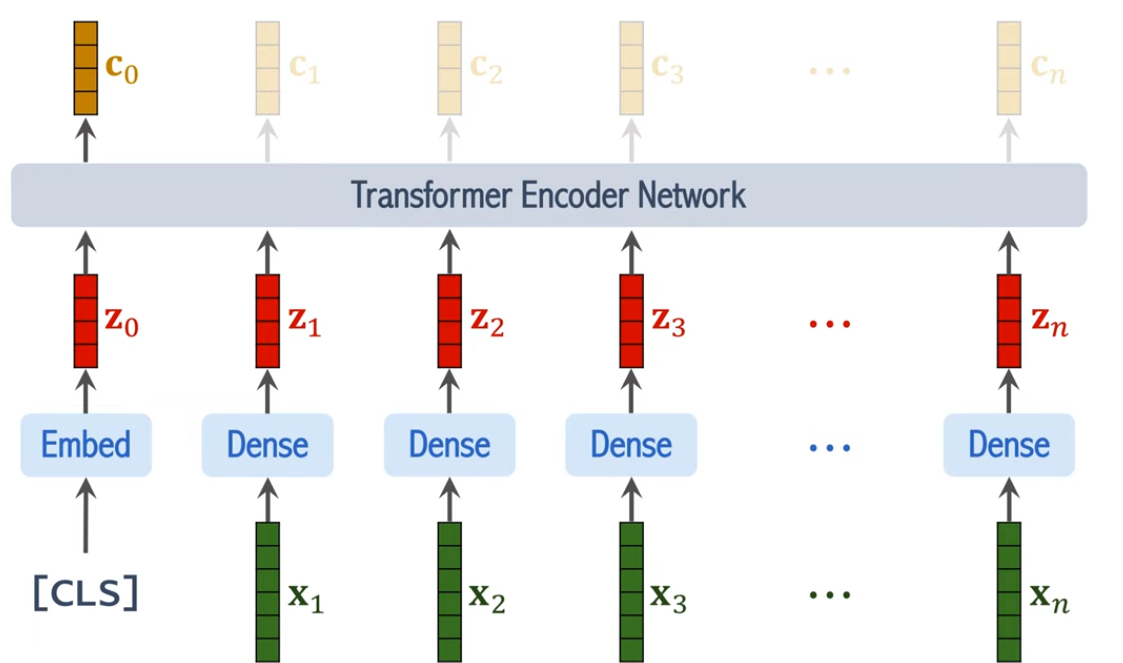 c₀ c₁ c₂ c₃ ... cₙ
Transformer Encoder Network
z₀ z₁ z₂ z₃ ... zₙ
Embed Dense Dense Dense ... Dense
[CLS] x₁ x₂ x₃ ... xₙ